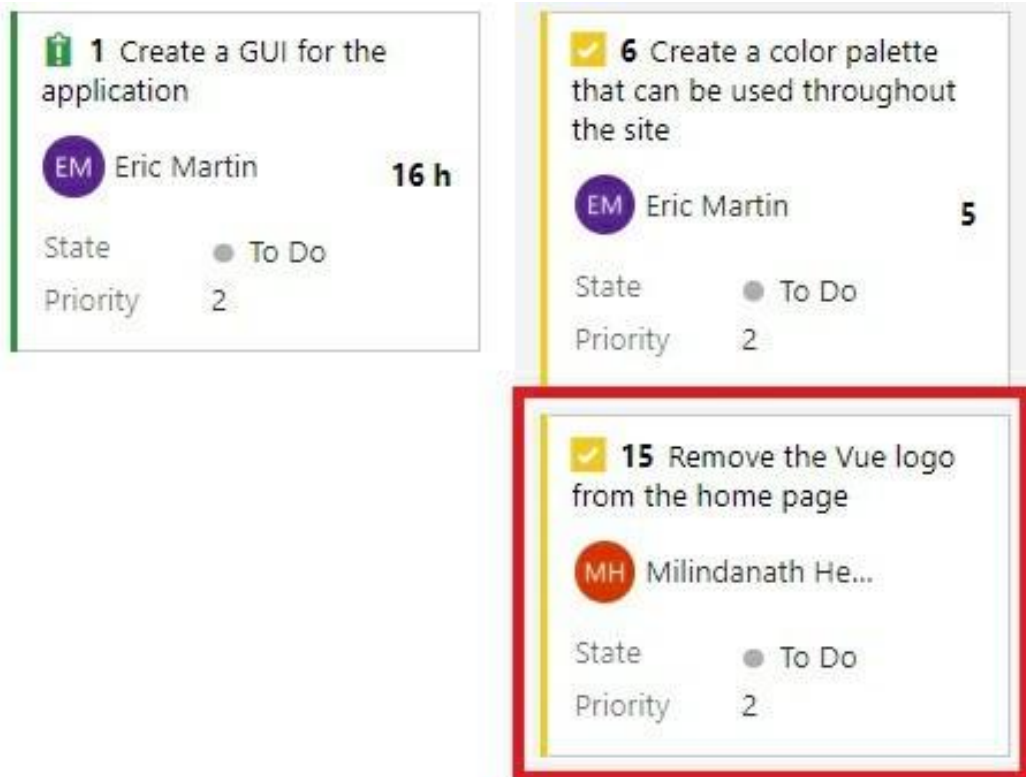 1 Create a GUI for the
application
EM Eric Martin 16 h
State To Do
Priority 2
6 Create a color palette
that can be used throughout
the site
EM Eric Martin 5
State To Do
Priority 2
15 Remove the Vue logo
from the home page
MH Milindanath He...
State To Do
Priority 2